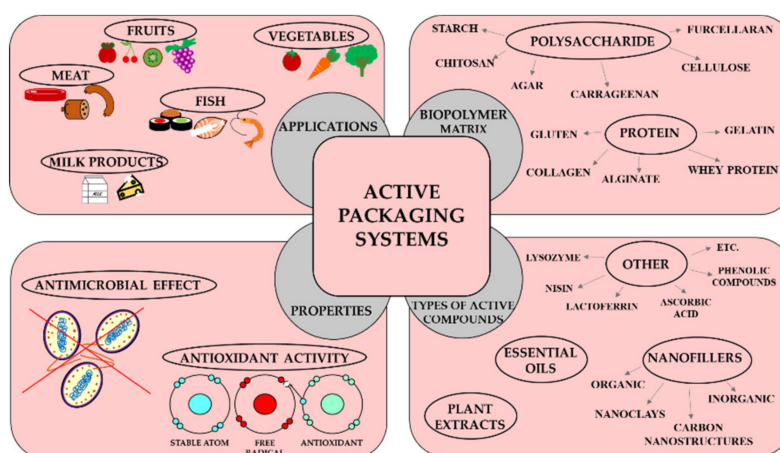 FRUITS
VEGETABLES
MEAT
FISH
MILK PRODUCTS
MILK
APPLICATIONS
STARCH
POLYSACCHARIDE
FURCELLARAN
CHITOSAN
CELLULOSE
AGAR
CARRAGEENAN
BIOPOLYMER
MATRIX
GLUTEN
PROTEIN
GELATIN
COLLAGEN
ALGINATE
WHEY PROTEIN
ACTIVE
PACKAGING
SYSTEMS
ANTIMICROBIAL EFFECT
PROPERTIES
ANTIOXIDANT ACTIVITY
STABLE ATOM
FREE
RADICAL
ANTIOXIDANT
TYPES OF ACTIVE
COMPOUNDS
LYSOZYME
OTHER
ETC.
NISIN
PHENOLIC
COMPOUNDS
LACTOFERRIN
ASCORBIC
ACID
ESSENTIAL
OILS
NANOFILLERS
ORGANIC
INORGANIC
NANOCLAYS
CARBON
NANOSTRUCTURES
PLANT
EXTRACTS